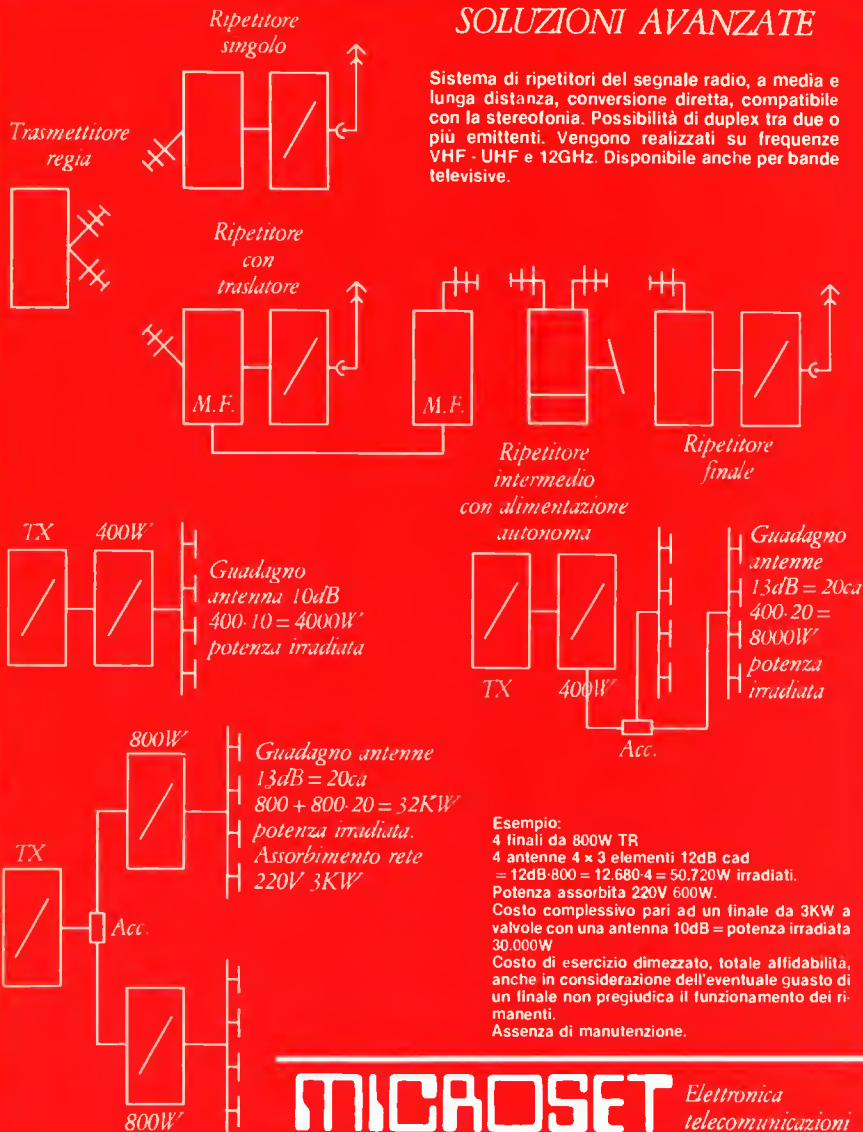 SOLUZIONI AVANZATE
Sistema di ripetitori del segnale radio, a media e
lunga distanza, conversione diretta, compatibile
con la stereofonia. Possibilità di duplex tra due o
più emittenti. Vengono realizzati su frequenze
VHF - UHF e 12GHz. Disponibile anche per bande
televisive.
Ripetitore
singolo
Trasmettitore
regia
Ripetitore
con
traslatore
M.F.
M.F.
Ripetitore
intermedio
con alimentazione
autonoma
Ripetitore
finale
TX
400W
Guadagno
antenna 10dB
400·10 = 4000W
potenza irradiata
TX
400W
Acc.
Guadagno
antenne
13dB = 20ca
400·20 =
8000W
potenza
irradiata
TX
Acc.
800W
800W
Guadagno antenne
13dB = 20ca
800 + 800·20 = 32KW
potenza irradiata.
Assorbimento rete
220V 3KW
Esempio:
4 finali da 800W TR
4 antenne 4 x 3 elementi 12dB cad
= 12dB·800 = 12.680·4 = 50.720W irradiati.
Potenza assorbita 220V 600W.
Costo complessivo pari ad un finale da 3KW a
valvole con una antenna 10dB = potenza irradiata
30.000W
Costo di esercizio dimezzato, totale affidabilità,
anche in considerazione dell'eventuale guasto di
un finale non pregiudica il funzionamento dei ri-
manenti.
Assenza di manutenzione.
MICROSET
Elettronica
telecomunicazioni